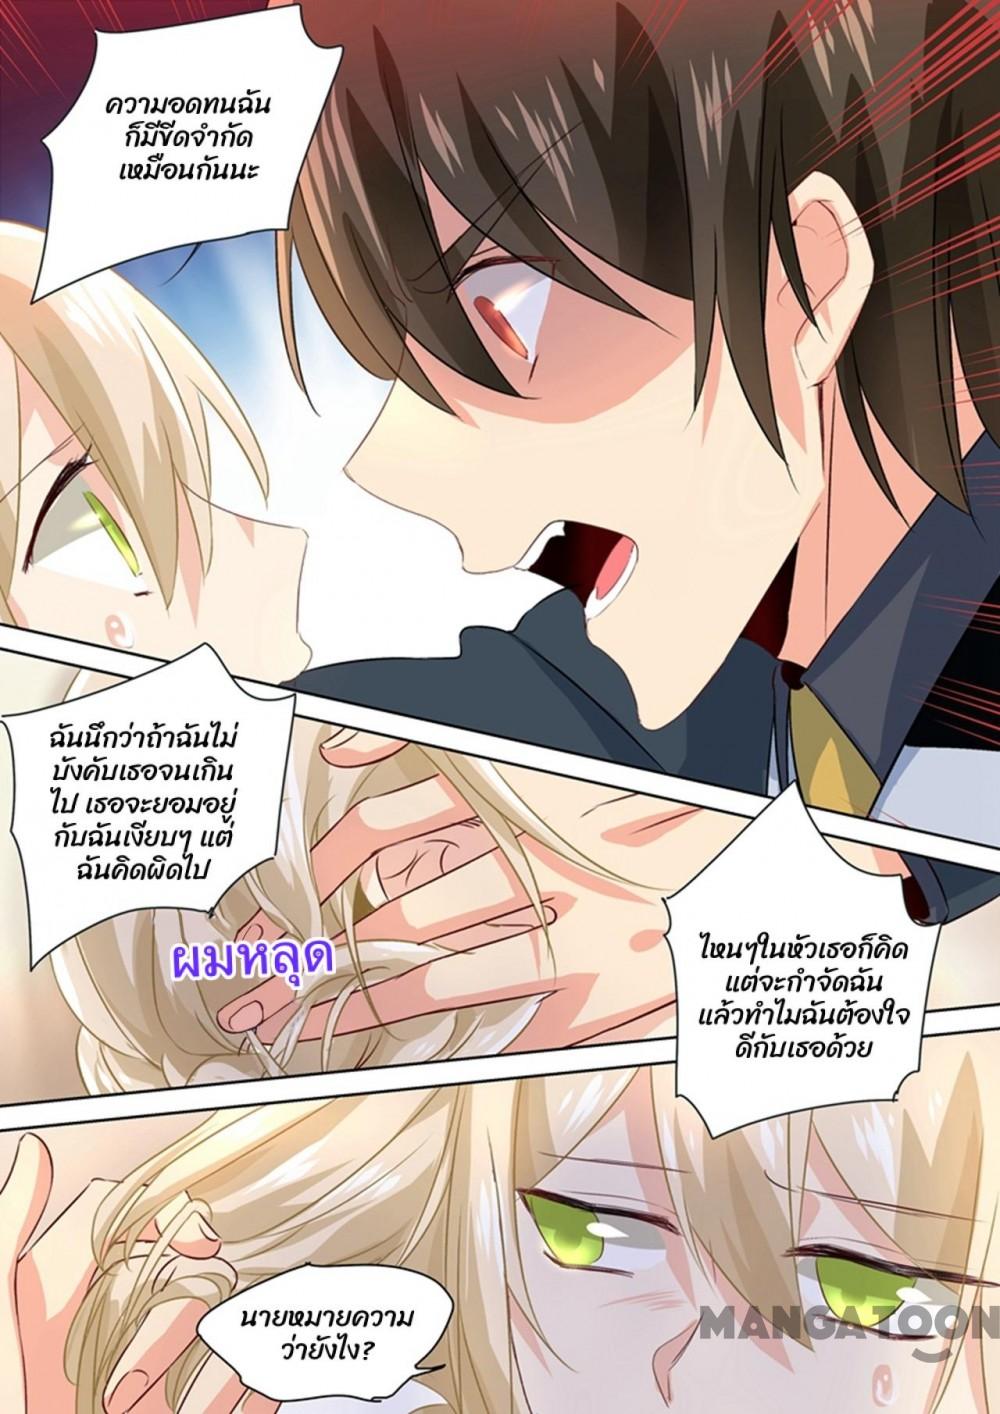 ความอดทนฉัน
ก็มีขีดจำกัด
เหมือนกันนะ
ฉันนึกว่าถ้าฉันไม่
บังคับเธอจนเกิน
ไป เธอจะยอมอยู่
กับฉันเงียบๆ แต่
ฉันคิดผิดไป
ผมหลุด
ไหนๆในหัวเธอก็คิด
แต่จะกำจัดฉัน
แล้วทำไมฉันต้องใจ
ดีกับเธอด้วย
นายหมายความ
ว่ายังไง?
MANGATOON